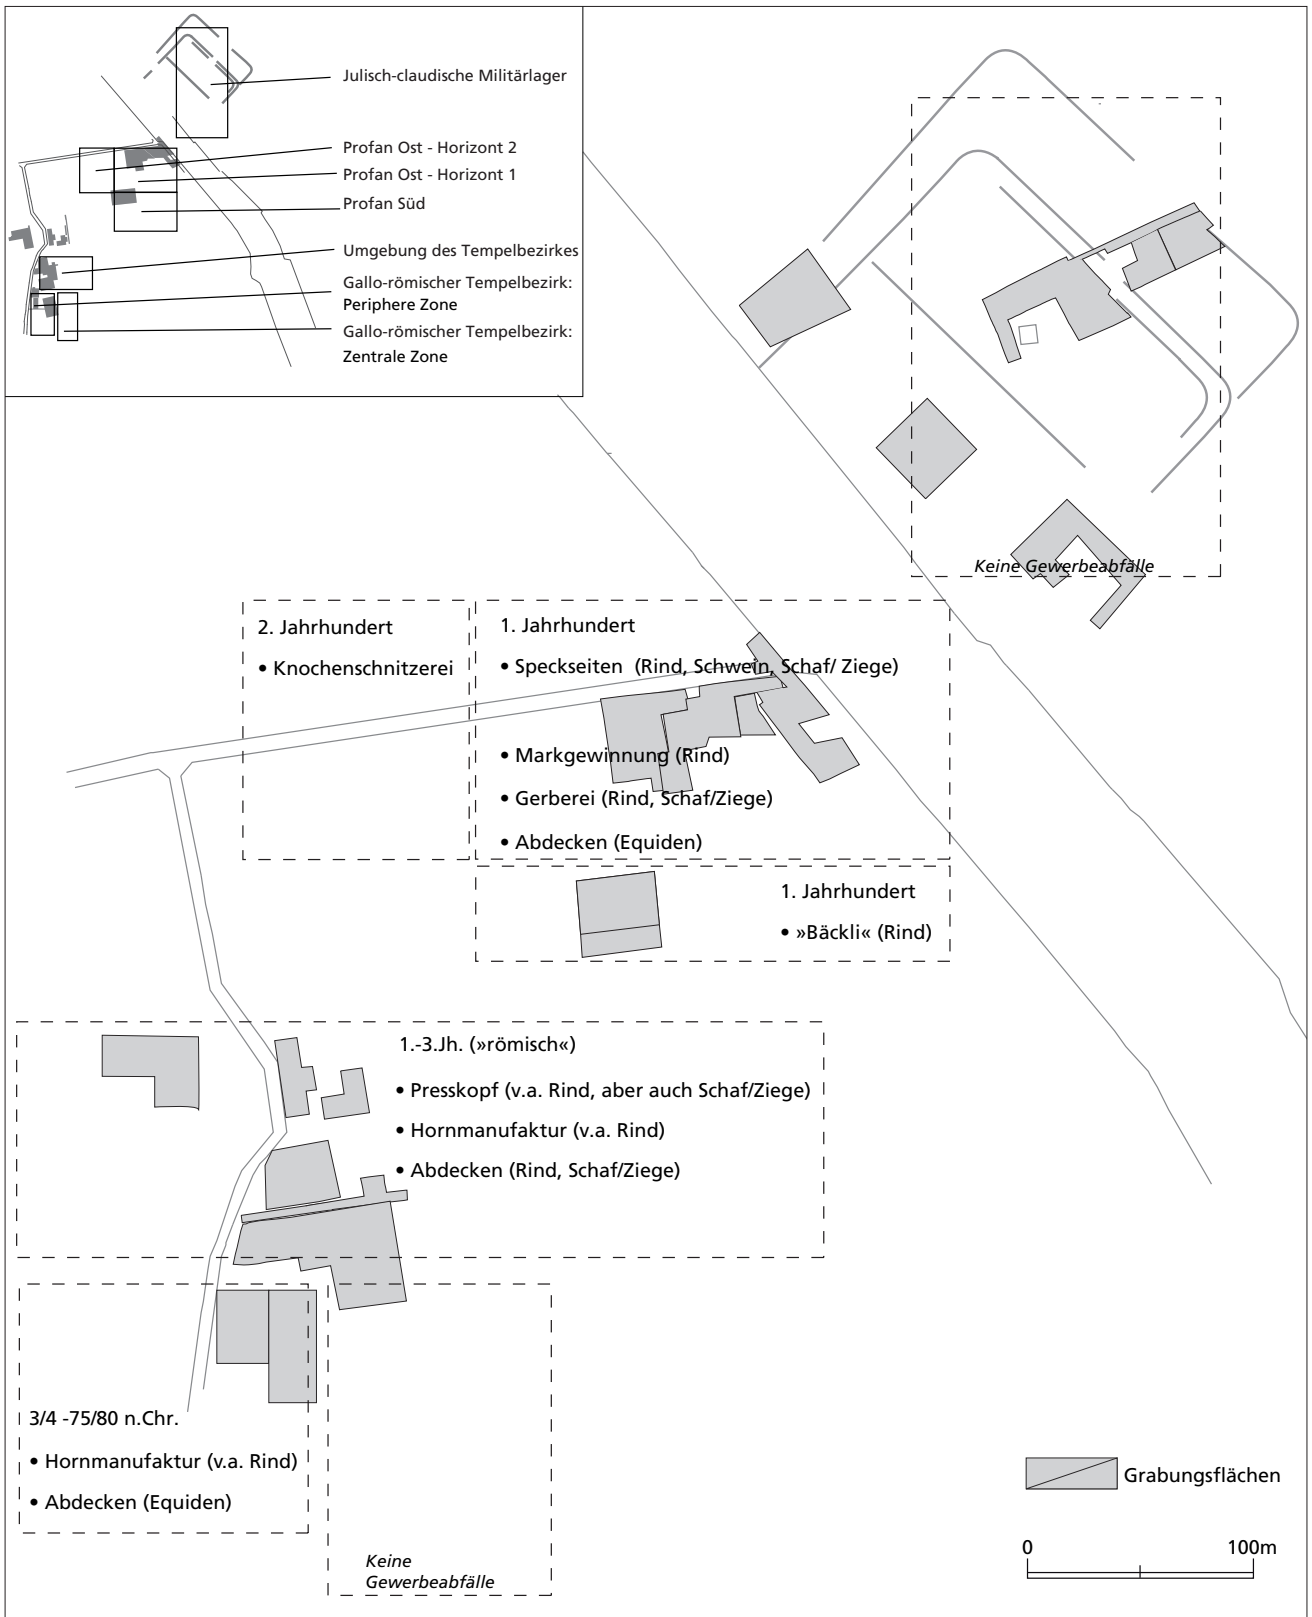 Julisch-claudische Militärlager
Profan Ost - Horizont 2
Profan Ost - Horizont 1
Profan Süd
Umgebung des Tempelbezirkes
Gallo-römischer Tempelbezirk:
Periphere Zone
Gallo-römischer Tempelbezirk:
Zentrale Zone
Keine Gewerbeabfälle
2. Jahrhundert
• Knochenschnitzerei
1. Jahrhundert
• Speckseiten (Rind, Schwein, Schaf/ Ziege)
• Markgewinnung (Rind)
• Gerberei (Rind, Schaf/Ziege)
• Abdecken (Equiden)
1. Jahrhundert
• »Bäckli« (Rind)
1.-3.Jh. (»römisch«)
• Presskopf (v.a. Rind, aber auch Schaf/Ziege)
• Hornmanufaktur (v.a. Rind)
• Abdecken (Rind, Schaf/Ziege)
3/4 -75/80 n.Chr.
• Hornmanufaktur (v.a. Rind)
• Abdecken (Equiden)
Keine
Gewerbeabfälle
Grabungsflächen
0 100m